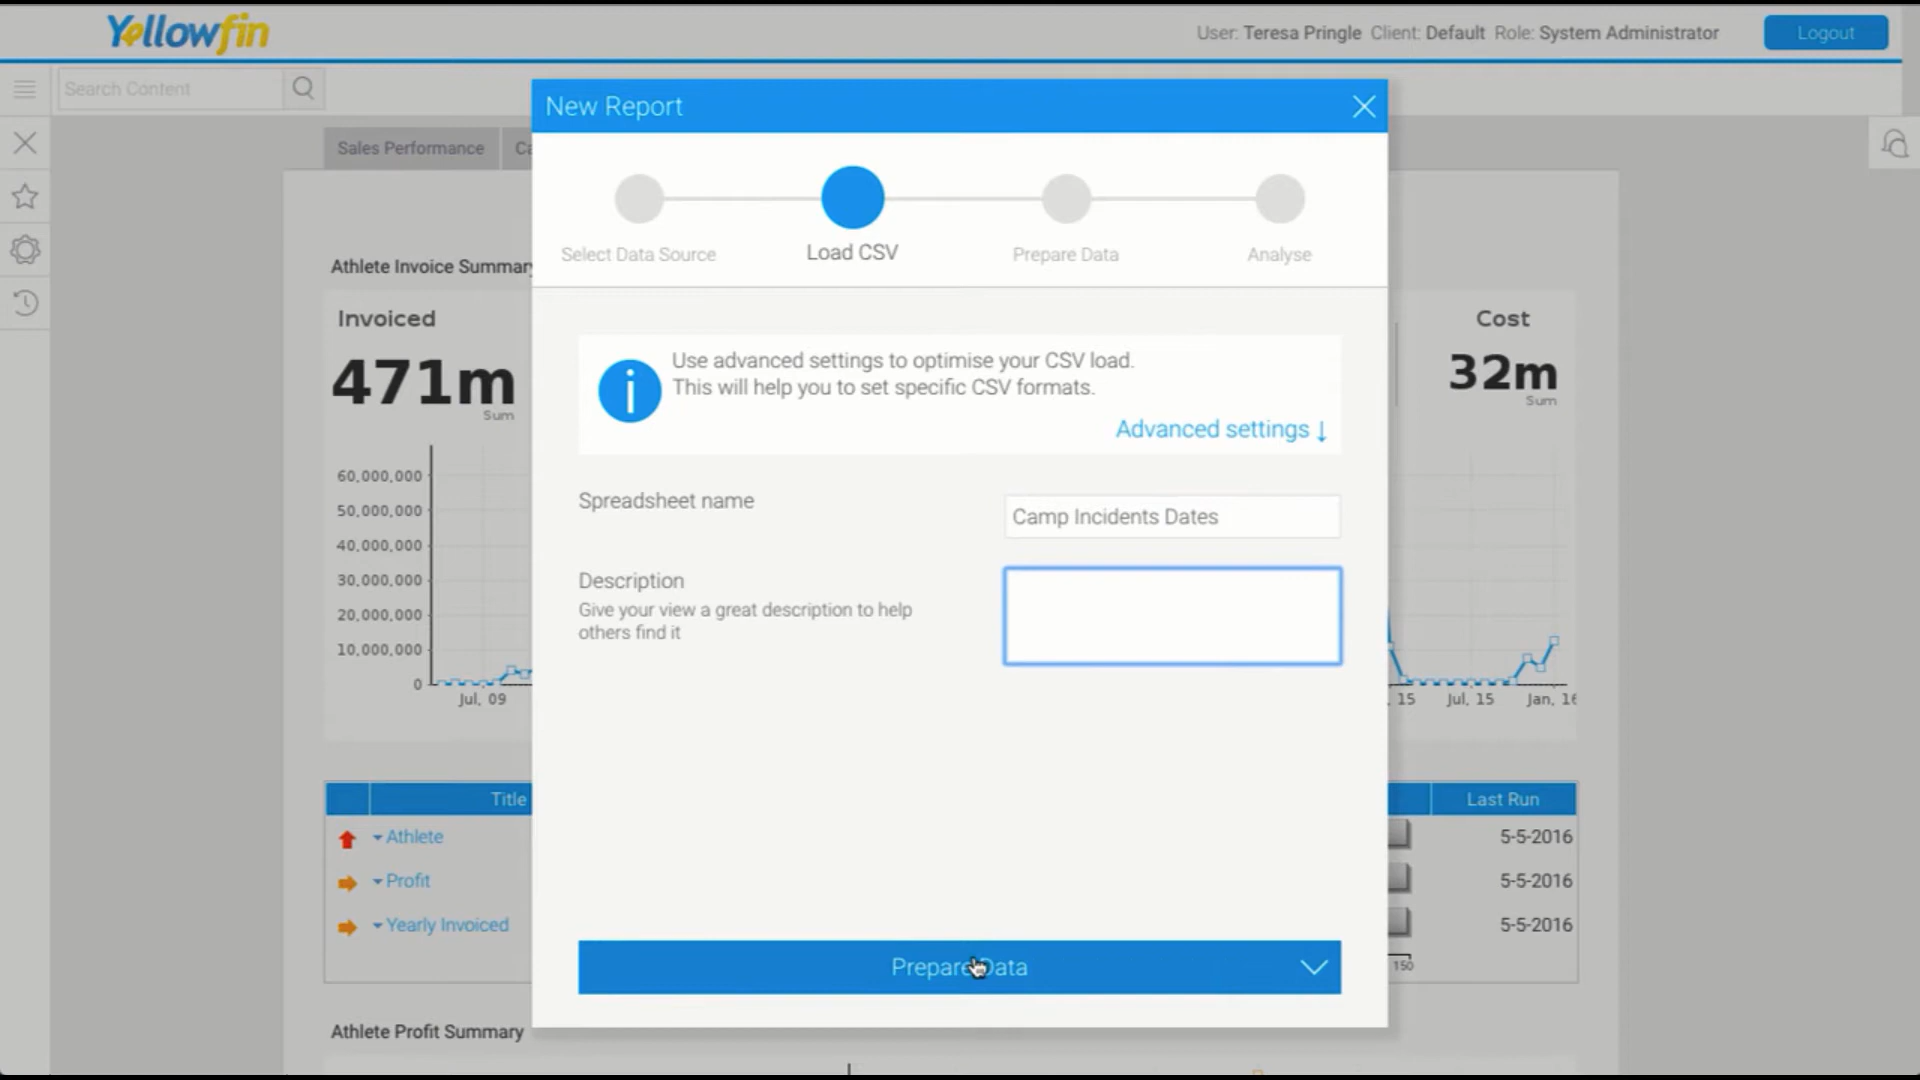 Yellowfin
User: Teresa Pringle Client: Default Role: System Administrator
Logout
Search Content
New Report
Sales Performance
Select Data Source
Load CSV
Prepare Data
Analyse
Athlete Invoice Summary
Invoiced
471m
Sum
Cost
32m
Sum
Use advanced settings to optimise your CSV load.
This will help you to set specific CSV formats.
Advanced settings ↓
Spreadsheet name
Camp Incidents Dates
Description
Give your view a great description to help
others find it
60,000,000
50,000,000
40,000,000
30,000,000
20,000,000
10,000,000
0
Jul, 09
15
Jul, 15
Jan, 16
Title
Last Run
Athlete
5-5-2016
Profit
5-5-2016
Yearly Invoiced
5-5-2016
150
Prepare Data
Athlete Profit Summary